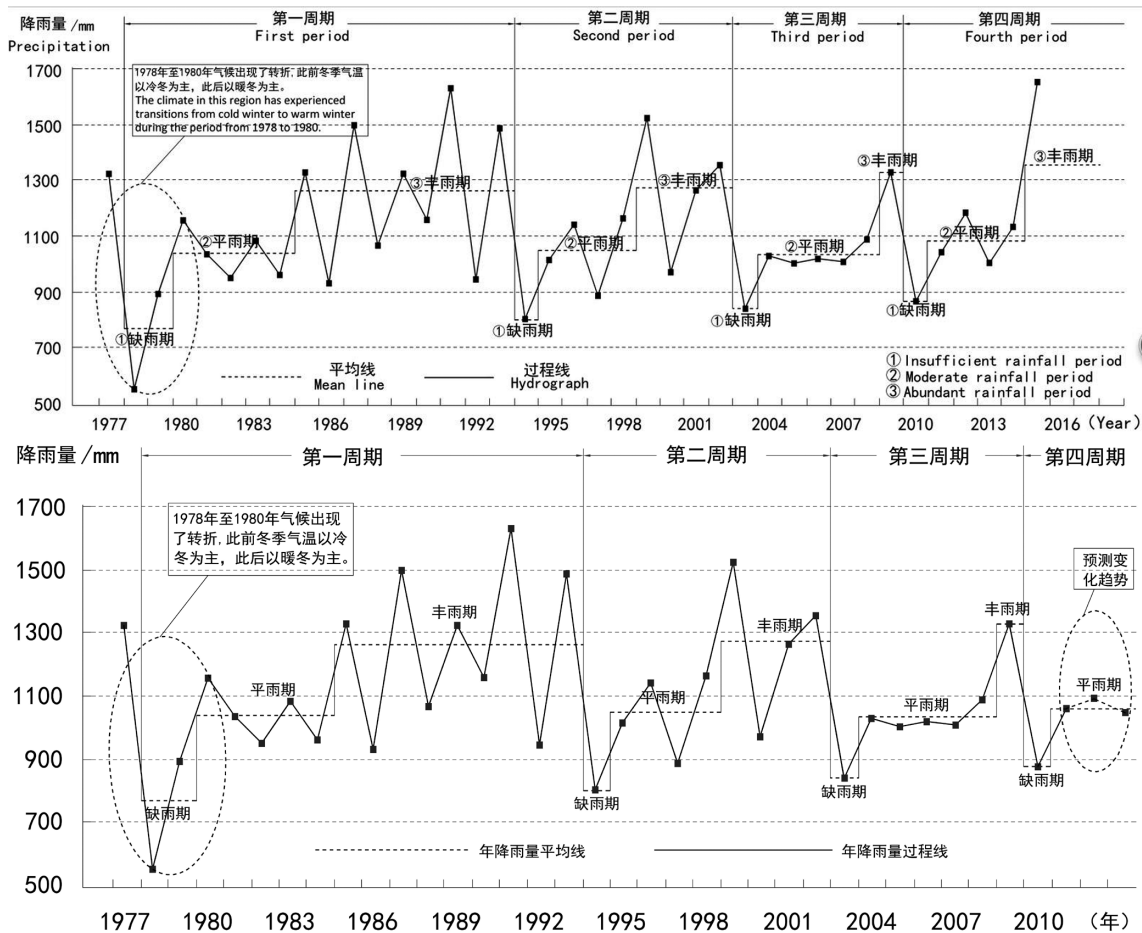 降雨量/mm
Precipitation
第一周期
First period
第二周期
Second period
第三周期
Third period
第四周期
Fourth period
1700
1500
1300
1100
900
700
500
1978年至1980年气候出现了转折,此前冬季气温
以冷冬为主，此后以暖冬为主。
The climate in this region has experienced
transitions from cold winter to warm winter
during the period from 1978 to 1980.
①缺雨期
②平雨期
③丰雨期
①缺雨期
②平雨期
③丰雨期
①缺雨期
②平雨期
③丰雨期
①缺雨期
②平雨期
③丰雨期
平均线
Mean line
过程线
Hydrograph
①Insufficient rainfall period
②Moderate rainfall period
③Abundant rainfall period
1977 1980 1983 1986 1989 1992 1995 1998 2001 2004 2007 2010 2013 2016 (Year)
降雨量/mm
第一周期
第二周期
第三周期
第四周期
1700
1500
1300
1100
900
700
500
1978年至1980年气候出现
了转折,此前冬季气温以冷
冬为主，此后以暖冬为主。
缺雨期
平雨期
丰雨期
缺雨期
平雨期
丰雨期
缺雨期
平雨期
丰雨期
缺雨期
平雨期
预测变
化趋势
年降雨量平均线
年降雨量过程线
1977 1980 1983 1986 1989 1992 1995 1998 2001 2004 2007 2010 (年)